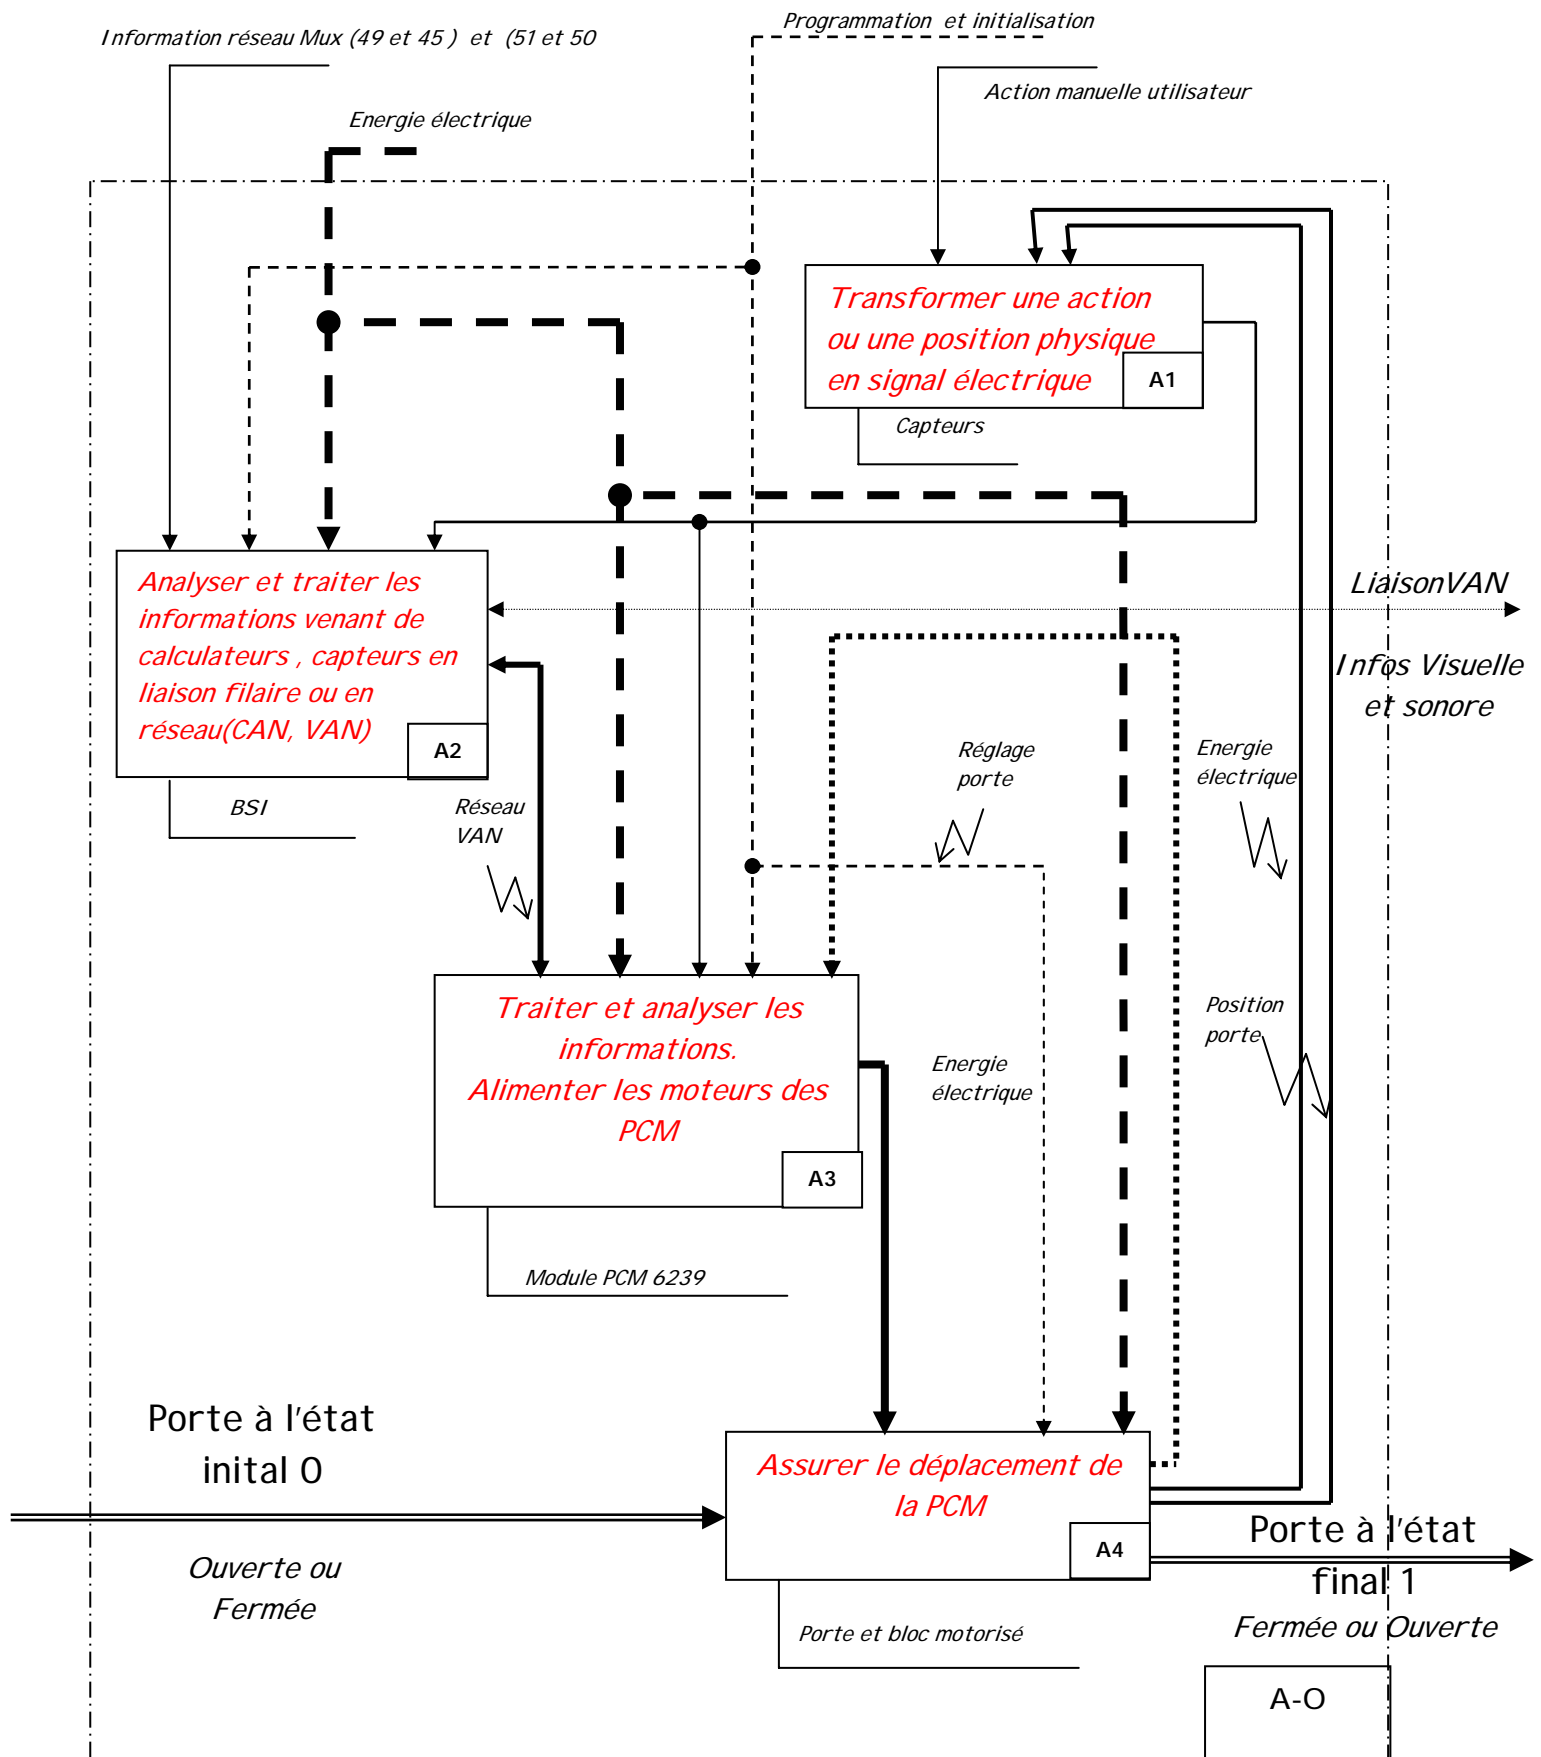 Programmation et initialisation
Information réseau Mux (49 et 45 ) et (51 et 50
Action manuelle utilisateur
Energie électrique
Transformer une action
ou une position physique
en signal électrique
A1
Capteurs
Analyser et traiter les
informations venant de
calculateurs , capteurs en
liaison filaire ou en
réseau(CAN, VAN)
A2
BSI
LiaisonVAN
Infos Visuelle
et sonore
Réseau
VAN
Réglage
porte
Energie
électrique
Traiter et analyser les
informations.
Alimenter les moteurs des
PCM
A3
Module PCM 6239
Energie
électrique
Position
porte
Porte à l'état
inital 0
Ouverte ou
Fermée
Assurer le déplacement de
la PCM
A4
Porte et bloc motorisé
Porte à l'état
final 1
Fermée ou Ouverte
A-O